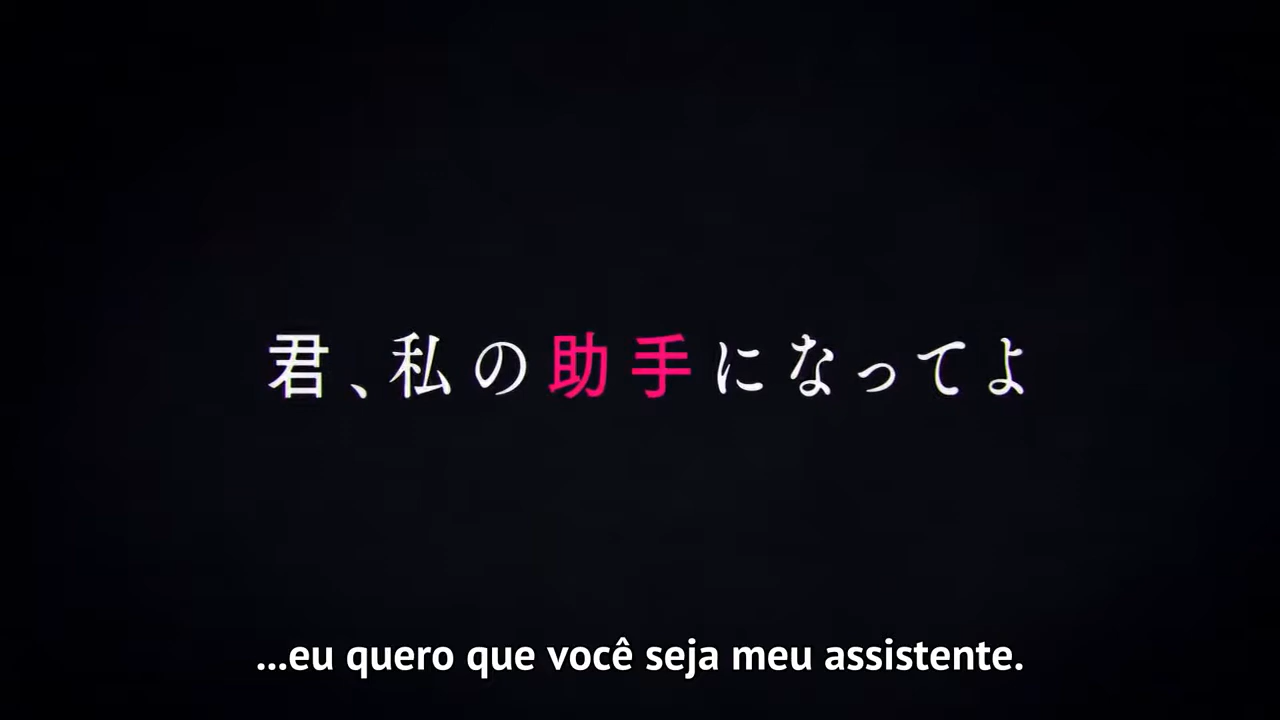 君、私の助手になってよ
...eu quero que você seja meu assistente.